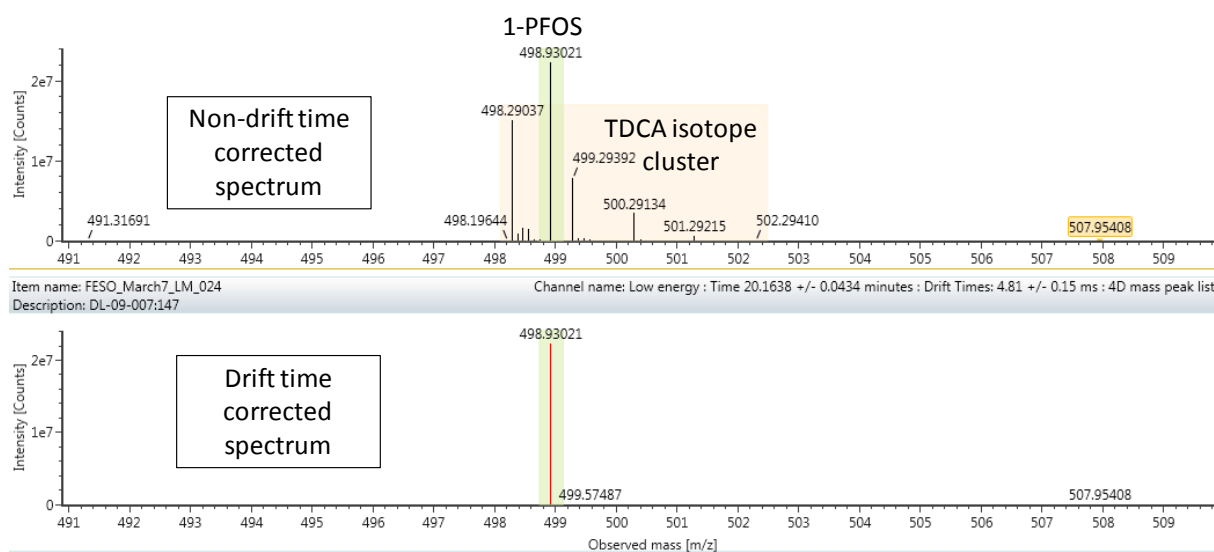 1-PFOS
498.93021
2e7
498.29037
TDCA isotope
cluster
Non-drift time
corrected
spectrum
Intensity [Counts]
1e7
499.29392
500.29134
491.31691
498.19644
501.29215
502.29410
507.95408
0
491 492 493 494 495 496 497 498 499 500 501 502 503 504 505 506 507 508 509
Item name: FESO_March7_LM_024
Channel name: Low energy : Time 20.1638 +/- 0.0434 minutes : Drift Times: 4.81 +/- 0.15 ms : 4D mass peak list
Description: DL-09-007:147
498.93021
2e7
Drift time
corrected
spectrum
Intensity [Counts]
1e7
499.57487
507.95408
0
491 492 493 494 495 496 497 498 499 500 501 502 503 504 505 506 507 508 509
Observed mass [m/z]